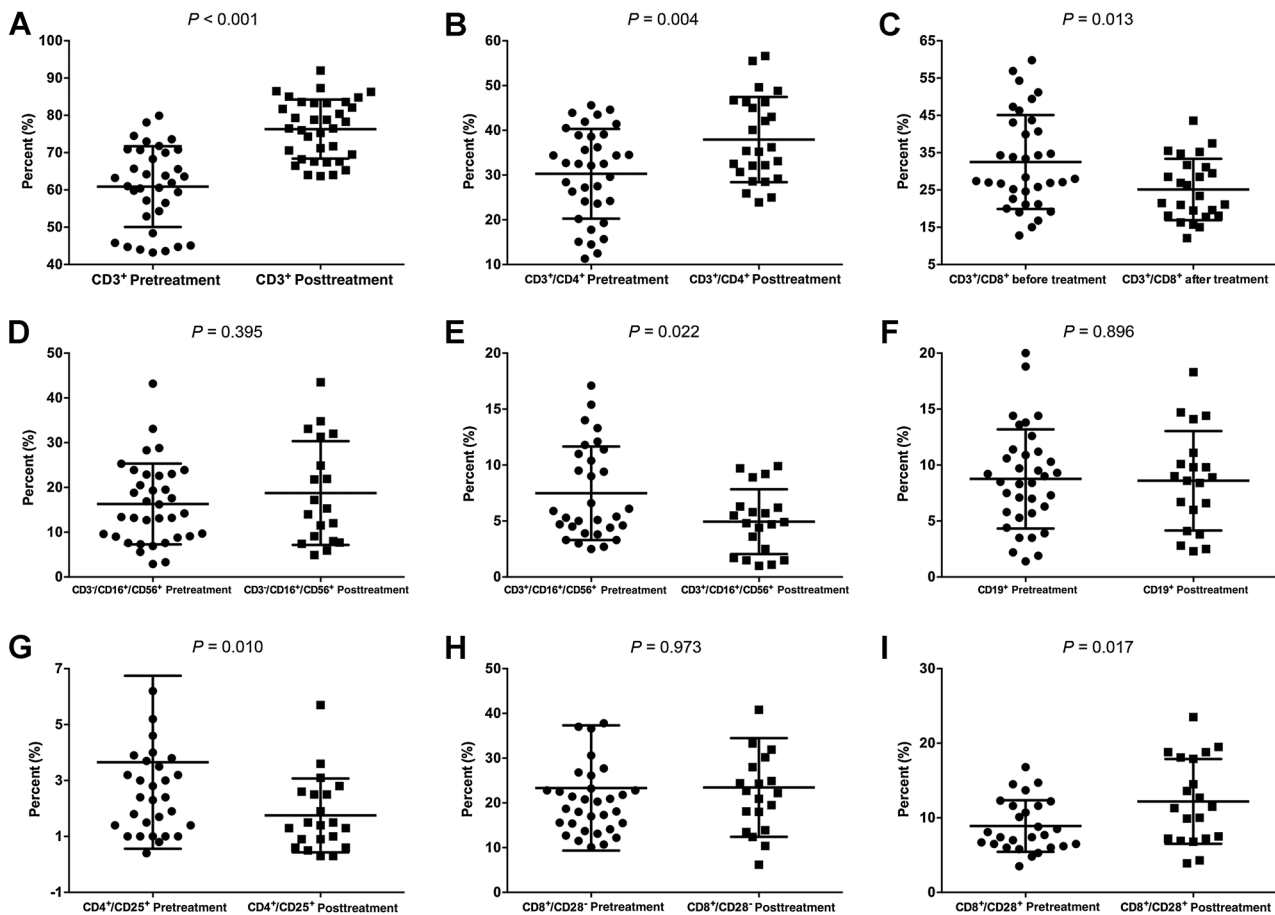 A
P < 0.001
Percent (%)
100
90
80
70
60
50
40
CD3⁺ Pretreatment
CD3⁺ Posttreatment
B
P = 0.004
Percent (%)
60
50
40
30
20
10
CD3⁺/CD4⁺ Pretreatment
CD3⁺/CD4⁺ Posttreatment
C
P = 0.013
Percent (%)
65
55
45
35
25
15
5
CD3⁺/CD8⁺ before treatment
CD3⁺/CD8⁺ after treatment
D
P = 0.395
Percent (%)
50
40
30
20
10
0
CD3⁻/CD16⁺/CD56⁺ Pretreatment
CD3⁻/CD16⁺/CD56⁺ Posttreatment
E
P = 0.022
Percent (%)
20
15
10
5
0
CD3⁺/CD16⁺/CD56⁺ Pretreatment
CD3⁺/CD16⁺/CD56⁺ Posttreatment
F
P = 0.896
Percent (%)
20
15
10
5
0
CD19⁺ Pretreatment
CD19⁺ Posttreatment
G
P = 0.010
Percent (%)
7
5
3
1
-1
CD4⁺/CD25⁺ Pretreatment
CD4⁺/CD25⁺ Posttreatment
H
P = 0.973
Percent (%)
50
40
30
20
10
0
CD8⁺/CD28⁻ Pretreatment
CD8⁺/CD28⁻ Posttreatment
I
P = 0.017
Percent (%)
30
20
10
0
CD8⁺/CD28⁺ Pretreatment
CD8⁺/CD28⁺ Posttreatment